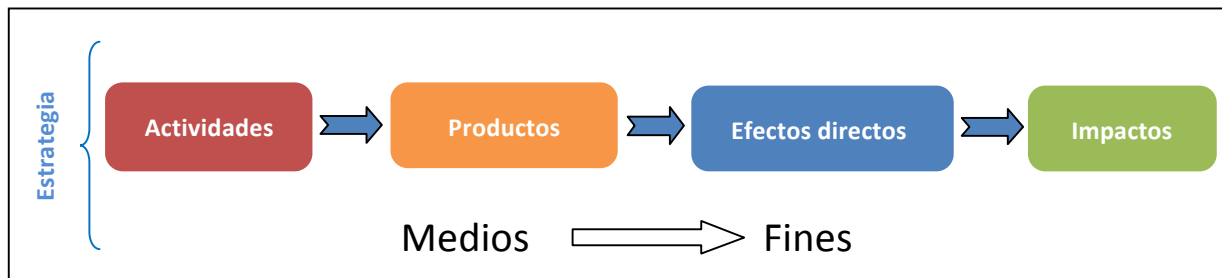 Estrategia
Actividades
Productos
Efectos directos
Impactos
Medios
Fines